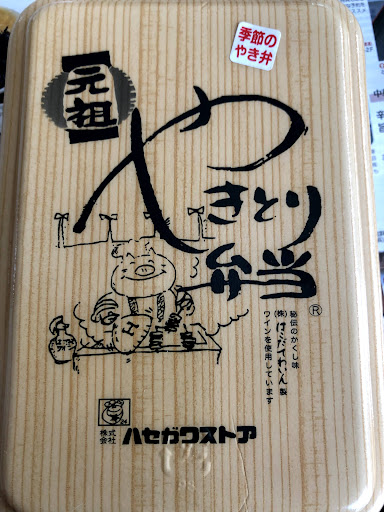 季節の
やき弁
元祖
やきとり
弁当
®
秘伝のかくし味
(株)はこだてわいん製
ワインを使用しています
株式会社
ハセガワストア